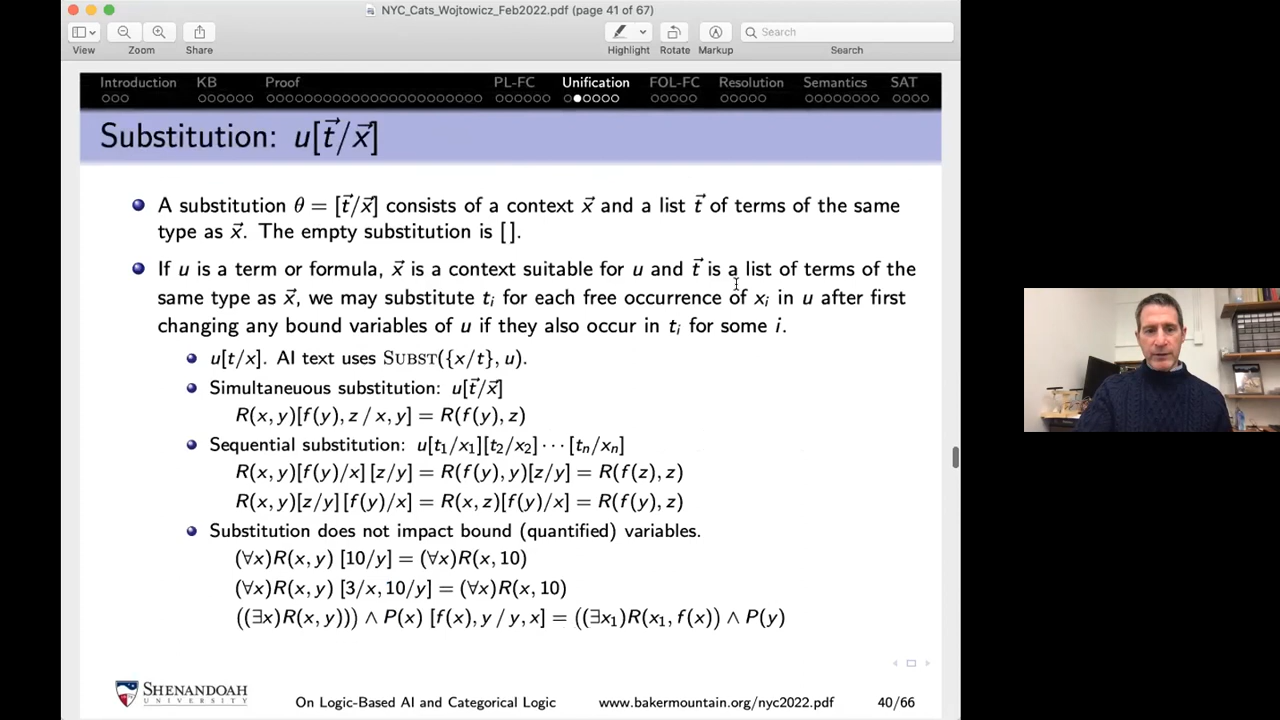 NYC_Cats_Wojtowicz_Feb2022.pdf (page 41 of 67)
View Zoom Share Highlight Rotate Markup Search
Search
Introduction KB Proof PL-FC Unification FOL-FC Resolution Semantics SAT
Substitution: u[t⃗/x⃗]
A substitution θ = [t⃗/x⃗] consists of a context x⃗ and a list t⃗ of terms of the same
type as x⃗. The empty substitution is [ ].
If u is a term or formula, x⃗ is a context suitable for u and t⃗ is a list of terms of the
same type as x⃗, we may substitute tᵢ for each free occurrence of xᵢ in u after first
changing any bound variables of u if they also occur in tᵢ for some i.
u[t/x]. AI text uses SUBST({x/t}, u).
Simultaneous substitution: u[t⃗/x⃗]
R(x, y)[f(y), z / x, y] = R(f(y), z)
Sequential substitution: u[t₁/x₁][t₂/x₂] · · · [tₙ/xₙ]
R(x, y)[f(y)/x] [z/y] = R(f(y), y)[z/y] = R(f(z), z)
R(x, y)[z/y] [f(y)/x] = R(x, z)[f(y)/x] = R(f(y), z)
Substitution does not impact bound (quantified) variables.
(∀x)R(x, y) [10/y] = (∀x)R(x, 10)
(∀x)R(x, y) [3/x, 10/y] = (∀x)R(x, 10)
((∃x)R(x, y))) ∧ P(x) [f(x), y / y, x] = ((∃x₁)R(x₁, f(x)) ∧ P(y)
SHENANDOAH
UNIVERSITY
On Logic-Based AI and Categorical Logic www.bakermountain.org/nyc2022.pdf 40/66